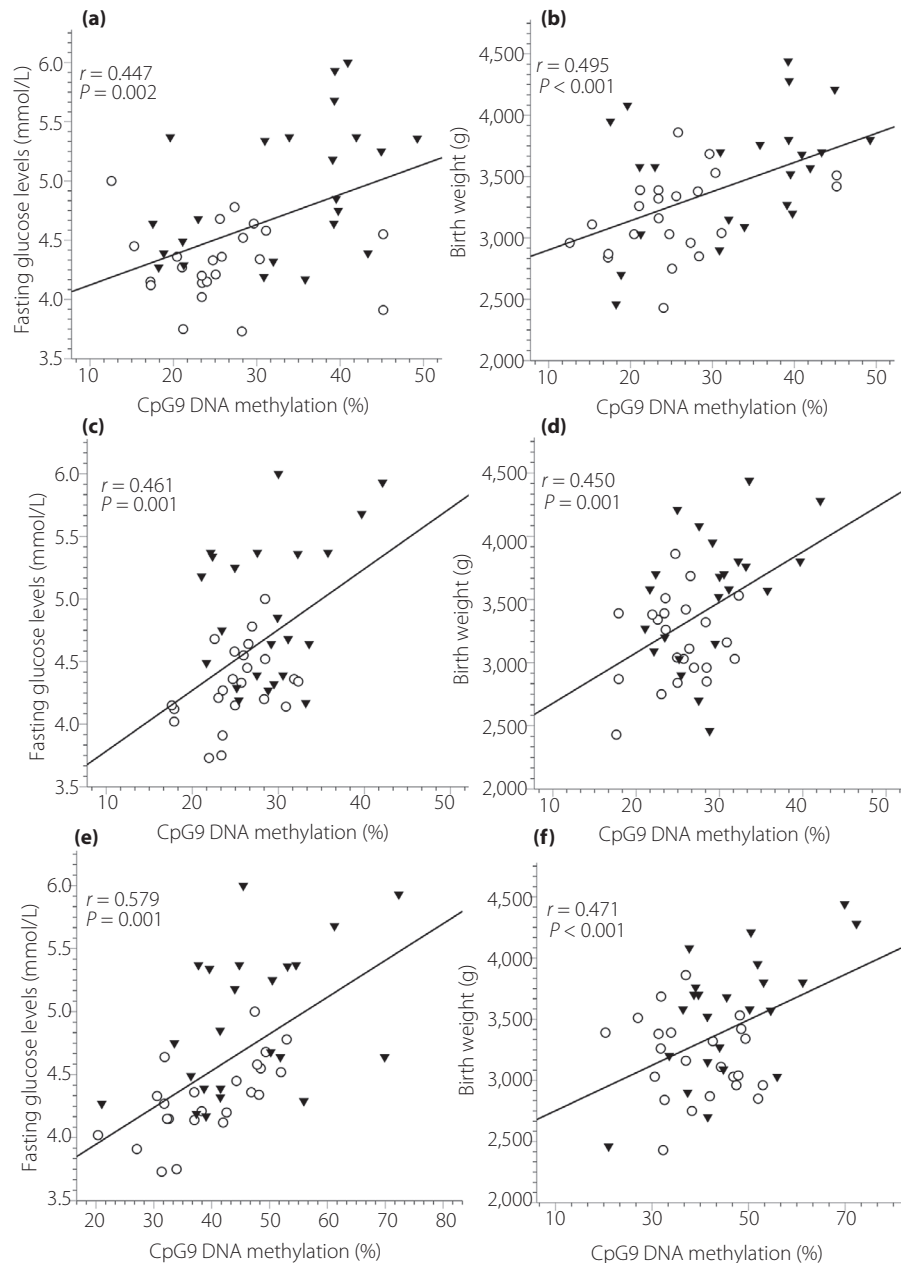 (a)
r = 0.447
P = 0.002
Fasting glucose levels (mmol/L)
6.0
5.5
5.0
4.5
4.0
3.5
10 20 30 40 50
CpG9 DNA methylation (%)
(b)
r = 0.495
P < 0.001
Birth weight (g)
4,500
4,000
3,500
3,000
2,500
2,000
10 20 30 40 50
CpG9 DNA methylation (%)
(c)
r = 0.461
P = 0.001
Fasting glucose levels (mmol/L)
6.0
5.5
5.0
4.5
4.0
3.5
10 20 30 40 50
CpG9 DNA methylation (%)
(d)
r = 0.450
P = 0.001
Birth weight (g)
4,500
4,000
3,500
3,000
2,500
2,000
10 20 30 40 50
CpG9 DNA methylation (%)
(e)
r = 0.579
P = 0.001
Fasting glucose levels (mmol/L)
6.0
5.5
5.0
4.5
4.0
3.5
20 30 40 50 60 70 80
CpG9 DNA methylation (%)
(f)
r = 0.471
P < 0.001
Birth weight (g)
4,500
4,000
3,500
3,000
2,500
2,000
10 30 50 70
CpG9 DNA methylation (%)